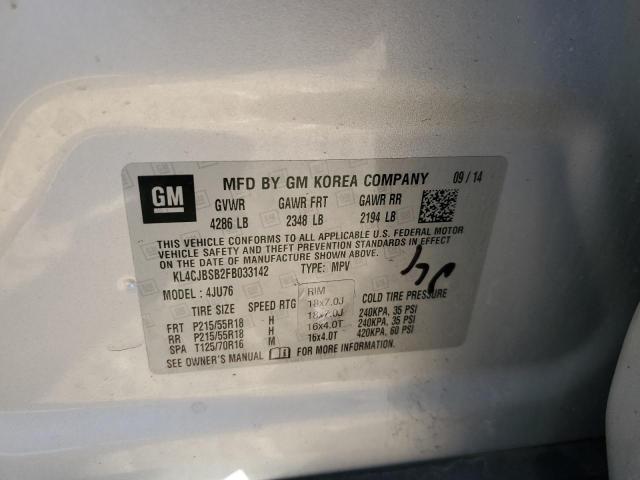 GM
MFD BY GM KOREA COMPANY 09/14
GVWR GAWR FRT GAWR RR
4286 LB 2348 LB 2194 LB
THIS VEHICLE CONFORMS TO ALL APPLICABLE U.S. FEDERAL MOTOR
VEHICLE SAFETY AND THEFT PREVENTION STANDARDS IN EFFECT
ON THE DATE OF MANUFACTURE SHOWN ABOVE.
KL4CJBSB2FB033142 TYPE: MPV
MODEL: 4JU76
TIRE SIZE SPEED RTG RIM COLD TIRE PRESSURE
18x7.0J
FRT P215/55R18 H 18x7.0J 240KPA, 35 PSI
RR P215/55R18 H 16x4.0T 240KPA, 35 PSI
SPA T125/70R16 M 16x4.0T 420KPA, 60 PSI
SEE OWNER'S MANUAL FOR MORE INFORMATION.